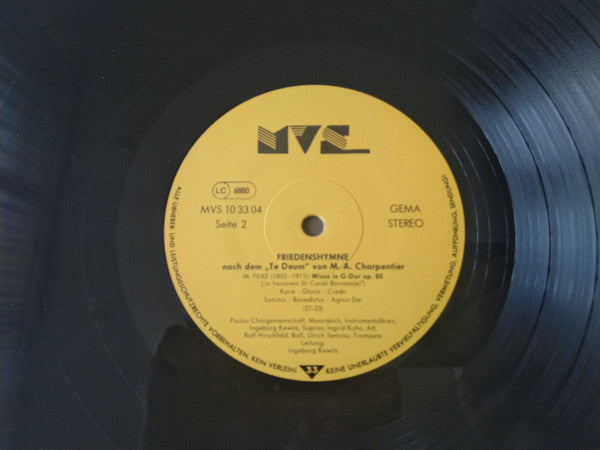 MVS
LC 6880
MVS 10 33 04
Seite 2
GEMA
STEREO
FRIEDENSHYMNE
nach dem „Te Deum" von M. A. Charpentier
M. FILKE (1855-1911): Missa in G-Dur op. 80
(„In honorem St. Caroli Borromaei")
Kyrie - Gloria - Credo
Sanctus - Benedictus - Agnus Dei
(21:23)
Paulus Chorgemeinschaft, Moordeich, Instrumentalkreis,
Ingeborg Kewitz, Sopran, Ingrid Kuhn, Alt,
Rolf Hirschfeld, Baß, Ulrich Semrau, Trompete
Leitung:
Ingeborg Kewitz
ALLE URHEBER- UND LEISTUNGSSCHUTZRECHTE VORBEHALTEN. KEIN VERLEIH! KEINE UNERLAUBTE VERVIELFÄLTIGUNG, VERMIETUNG, AUFFÜHRUNG, SENDUNG!
33